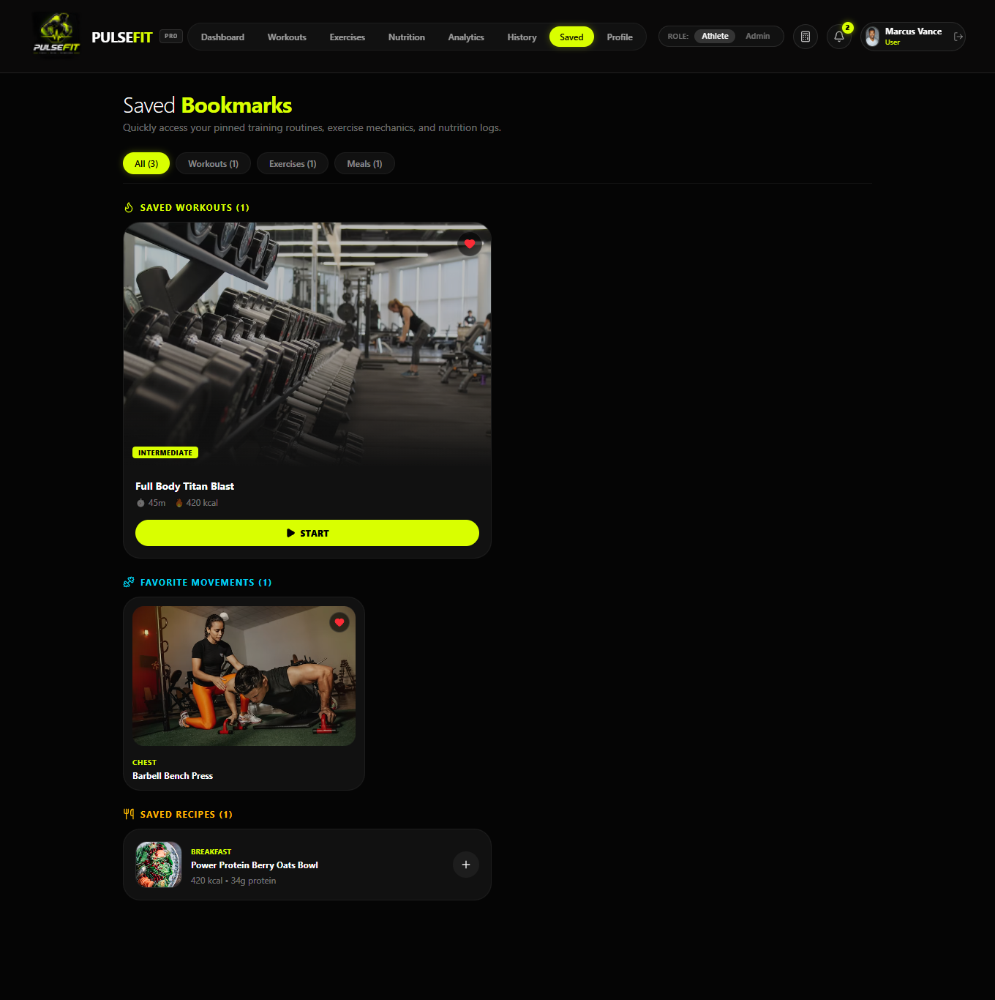 PULSEFIT
PULSEFIT PRO
Dashboard Workouts Exercises Nutrition Analytics History Saved Profile
ROLE: Athlete Admin
2
Marcus Vance
User
Saved Bookmarks
Quickly access your pinned training routines, exercise mechanics, and nutrition logs.
All (3) Workouts (1) Exercises (1) Meals (1)
SAVED WORKOUTS (1)
INTERMEDIATE
Full Body Titan Blast
45m 420 kcal
START
FAVORITE MOVEMENTS (1)
CHEST
Barbell Bench Press
SAVED RECIPES (1)
BREAKFAST
Power Protein Berry Oats Bowl
420 kcal • 34g protein